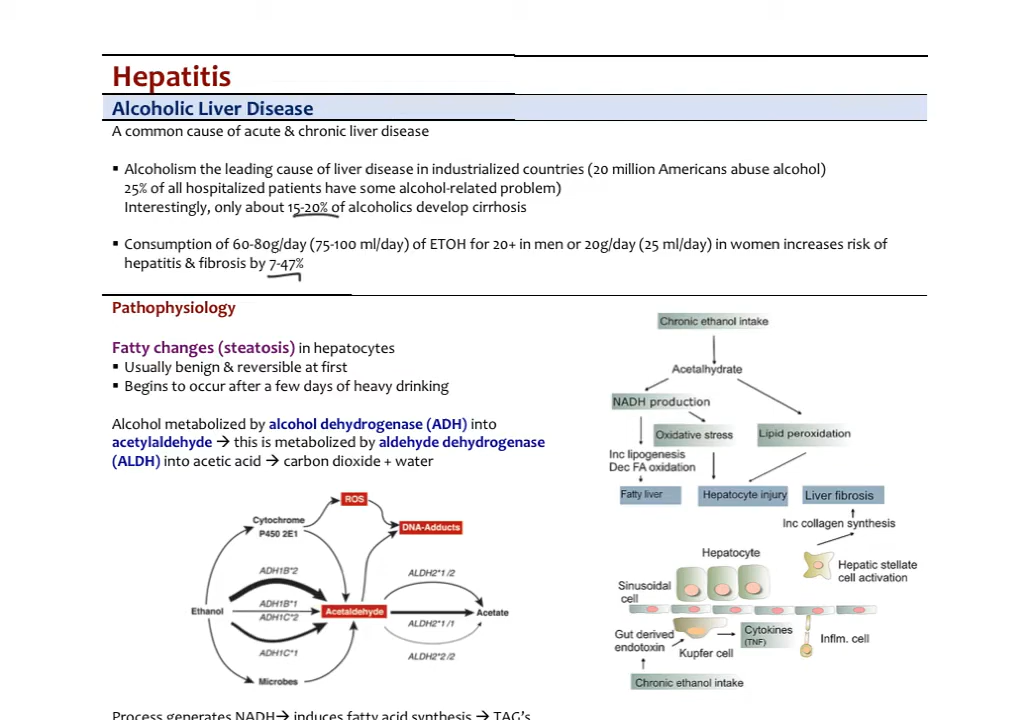 Hepatitis
Alcoholic Liver Disease
A common cause of acute & chronic liver disease
▪ Alcoholism the leading cause of liver disease in industrialized countries (20 million Americans abuse alcohol)
25% of all hospitalized patients have some alcohol-related problem)
Interestingly, only about 15-20% of alcoholics develop cirrhosis
▪ Consumption of 60-80g/day (75-100 ml/day) of ETOH for 20+ in men or 20g/day (25 ml/day) in women increases risk of
hepatitis & fibrosis by 7-47%
Pathophysiology
Fatty changes (steatosis) in hepatocytes
▪ Usually benign & reversible at first
▪ Begins to occur after a few days of heavy drinking
Alcohol metabolized by alcohol dehydrogenase (ADH) into
acetylaldehyde → this is metabolized by aldehyde dehydrogenase
(ALDH) into acetic acid → carbon dioxide + water
ROS
Cytochrome
P450 2E1
DNA-Adducts
ADH1B*2
ALDH2*1/2
Ethanol
ADH1B*1
ADH1C*2
Acetaldehyde
Acetate
ALDH2*1/1
ADH1C*1
ALDH2*2/2
Microbes
Process generates NADH→ induces fatty acid synthesis → TAG's
Chronic ethanol intake
Acetalhydrate
NADH production
Oxidative stress
Lipid peroxidation
Inc lipogenesis
Dec FA oxidation
Fatty liver
Hepatocyte injury
Liver fibrosis
Inc collagen synthesis
Hepatocyte
Hepatic stellate
cell activation
Sinusoidal
cell
Gut derived
endotoxin
Kupfer cell
Cytokines
(TNF)
Inflm. cell
Chronic ethanol intake